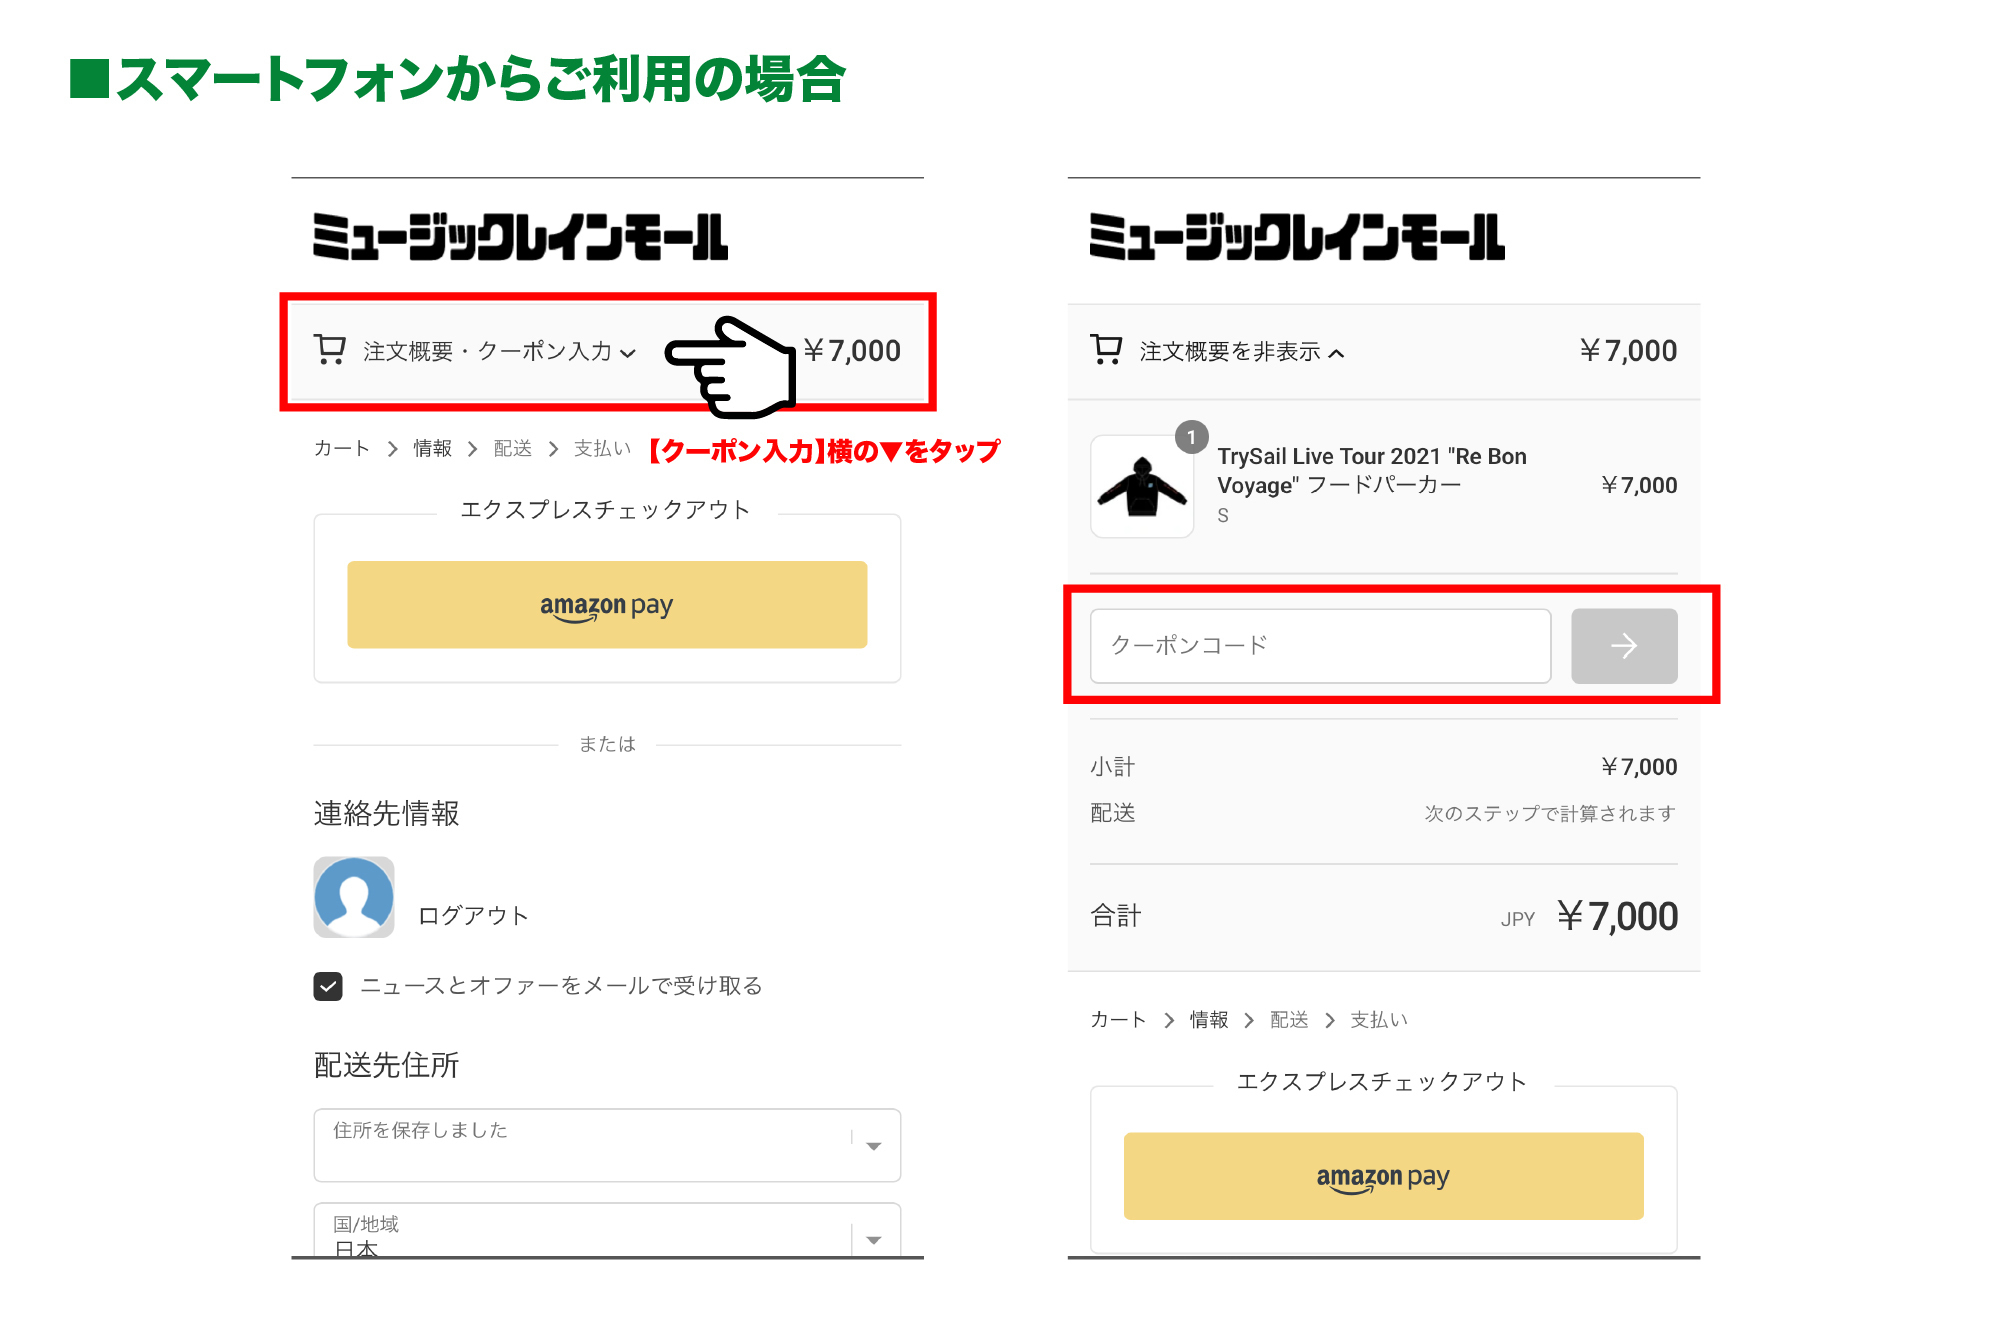 ■スマートフォンからご利用の場合
ミュージックレインモール
注文概要・クーポン入力
￥7,000
カート > 情報 > 配送 > 支払い
【クーポン入力】横の▼をタップ
エクスプレスチェックアウト
amazon pay
または
連絡先情報
ログアウト
ニュースとオファーをメールで受け取る
配送先住所
住所を保存しました
国/地域
日本
ミュージックレインモール
注文概要を非表示
￥7,000
1
TrySail Live Tour 2021 "Re Bon
Voyage" フードパーカー
￥7,000
S
クーポンコード
→
小計 ￥7,000
配送 次のステップで計算されます
合計 JPY ￥7,000
カート > 情報 > 配送 > 支払い
エクスプレスチェックアウト
amazon pay